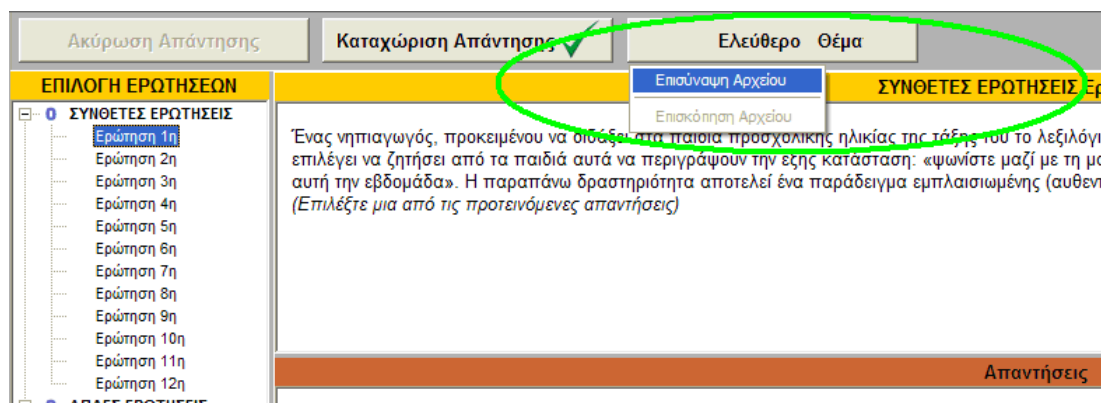 Ακύρωση Απάντησης
Καταχώριση Απάντησης
Ελεύθερο Θέμα
Επισύναψη Αρχείου
Επισκόπηση Αρχείου
ΕΠΙΛΟΓΗ ΕΡΩΤΗΣΕΩΝ
0 ΣΥΝΘΕΤΕΣ ΕΡΩΤΗΣΕΙΣ
Ερώτηση 1η
Ερώτηση 2η
Ερώτηση 3η
Ερώτηση 4η
Ερώτηση 5η
Ερώτηση 6η
Ερώτηση 7η
Ερώτηση 8η
Ερώτηση 9η
Ερώτηση 10η
Ερώτηση 11η
Ερώτηση 12η
ΣΥΝΘΕΤΕΣ ΕΡΩΤΗΣΕΙΣ
Ένας νηπιαγωγός, προκειμένου να διδάξει στα παιδιά προσχολικής ηλικίας της τάξης του το
επιλέγει να ζητήσει από τα παιδιά αυτά να περιγράψουν την εξής κατάσταση: «ψωνίστε μαζί με τη
αυτή την εβδομάδα». Η παραπάνω δραστηριότητα αποτελεί ένα παράδειγμα εμπλαισιωμένης
(Επιλέξτε μια από τις προτεινόμενες απαντήσεις)
Απαντήσεις